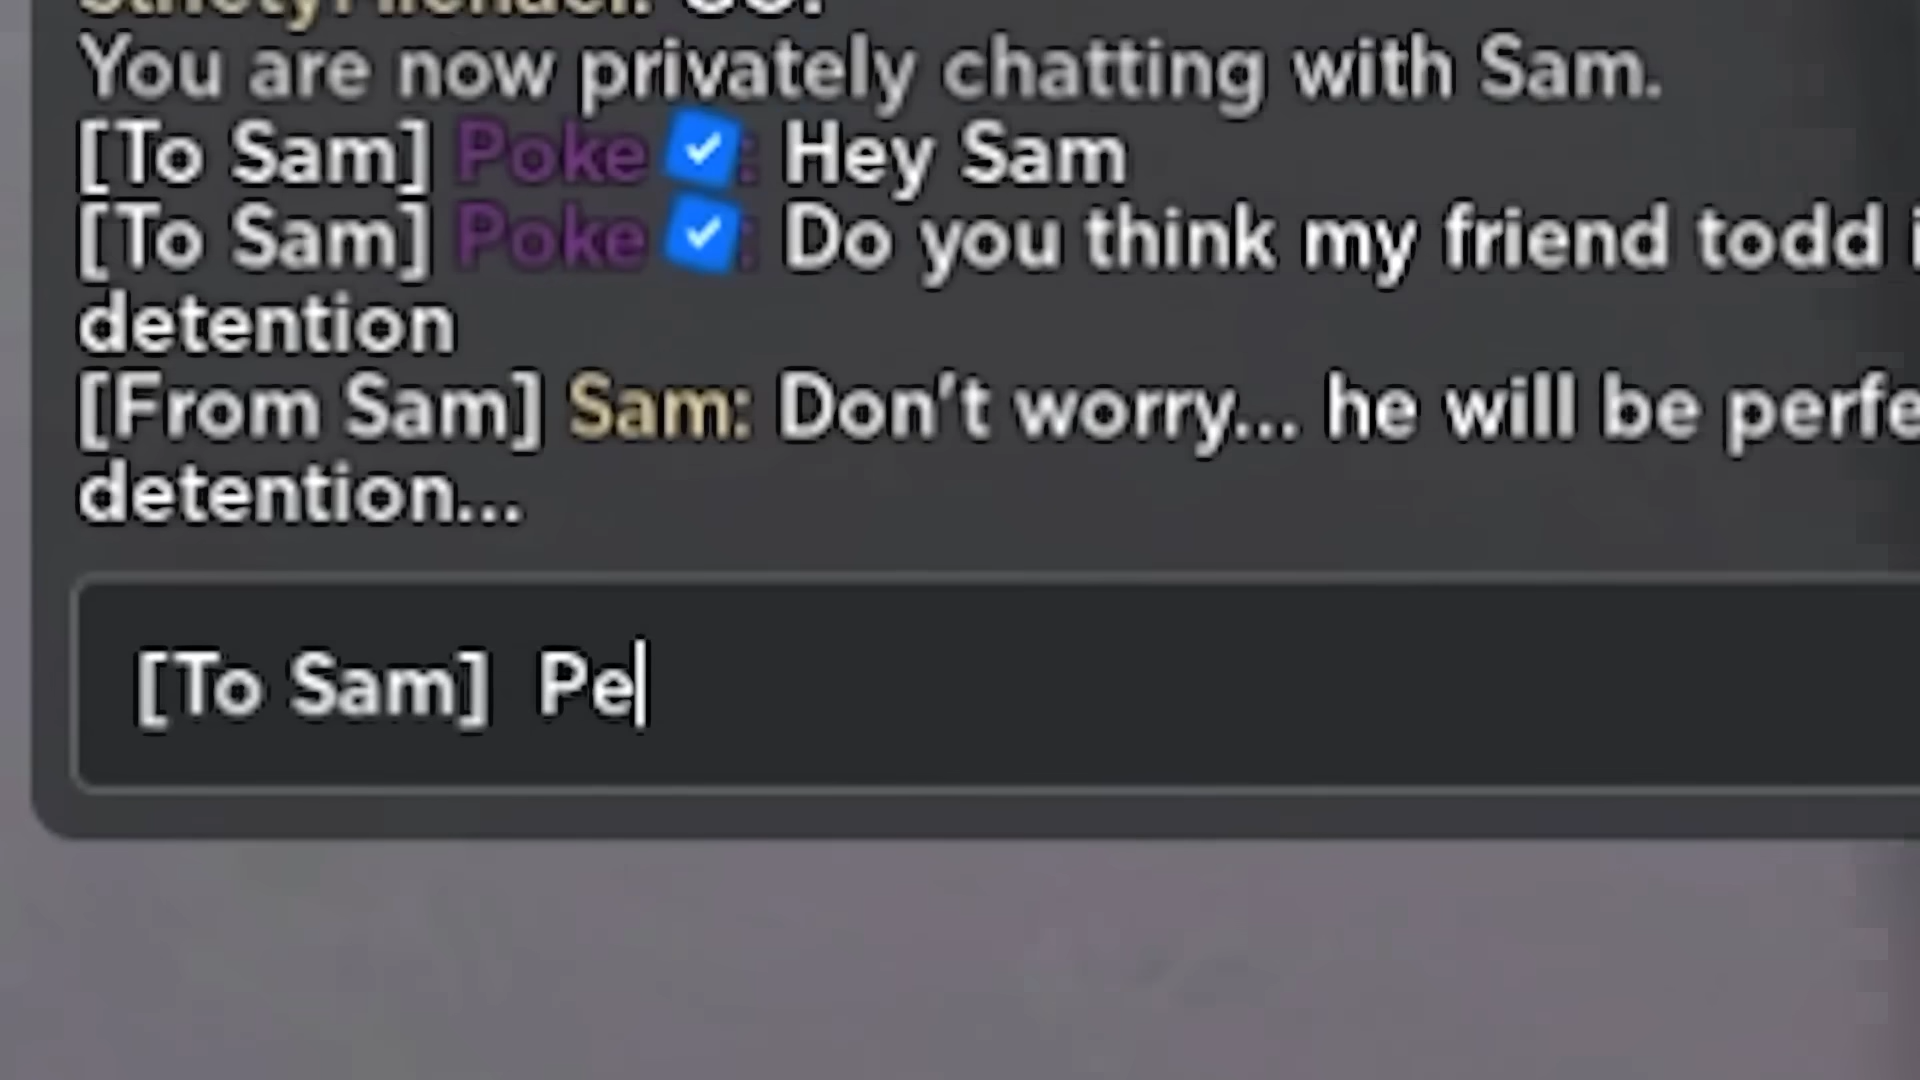 You are now privately chatting with Sam.
[To Sam] Poke : Hey Sam
[To Sam] Poke : Do you think my friend todd
detention
[From Sam] Sam: Don't worry... he will be
detention...
[To Sam] Pe